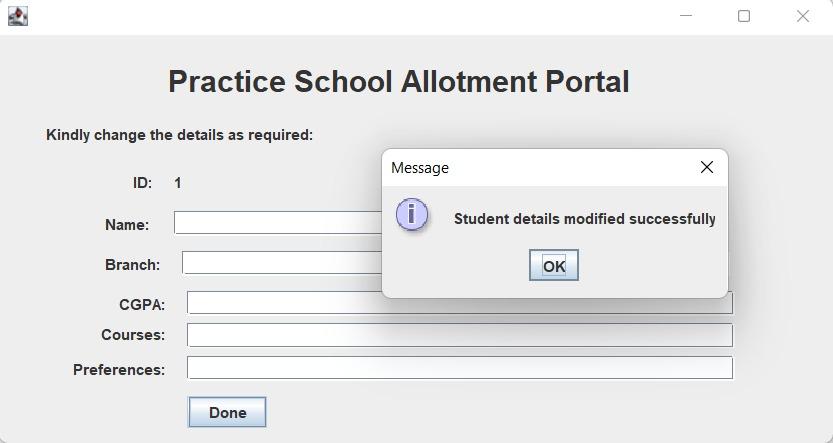 Practice School Allotment Portal
Kindly change the details as required:
ID: 1
Name:
Branch:
CGPA:
Courses:
Preferences:
Done
Message
i
Student details modified successfully
OK